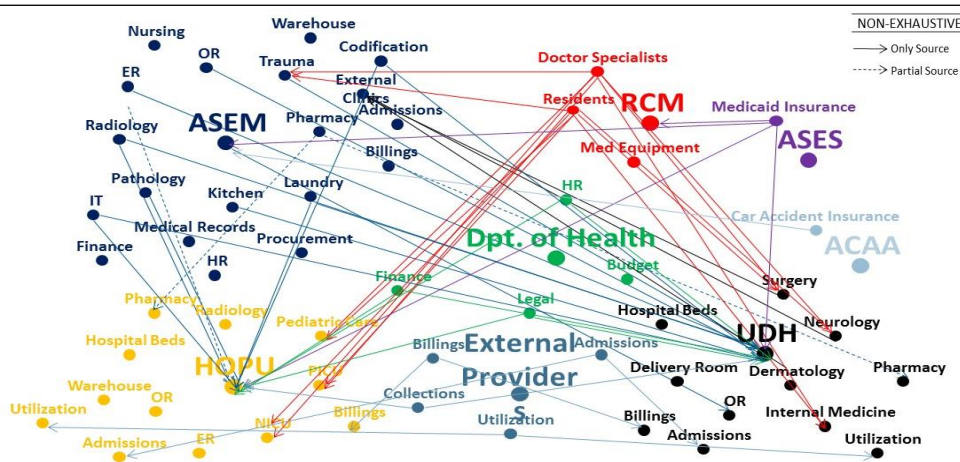 NON-EXHAUSTIVE
Only Source
Partial Source
Nursing
Warehouse
OR
Trauma
Codification
ER
External
Clinics
Admissions
Radiology
ASEM
Pharmacy
Billings
Pathology
Kitchen
Laundry
IT
Medical Records
Procurement
Finance
HR
Doctor Specialists
Residents
RCM
Med Equipment
Medicaid Insurance
ASES
Car Accident Insurance
ACAA
HR
Dpt. of Health
Budget
Finance
Legal
Pharmacy
Radiology
Pediatric Care
Hospital Beds
HOPU
PICU
Warehouse
OR
Utilization
NICU
Billings
Admissions
ER
Billings
External
Admissions
Provider
S
Collections
Utilization
Surgery
Hospital Beds
Neurology
UDH
Delivery Room
Dermatology
Pharmacy
Billings
OR
Internal Medicine
Admissions
Utilization